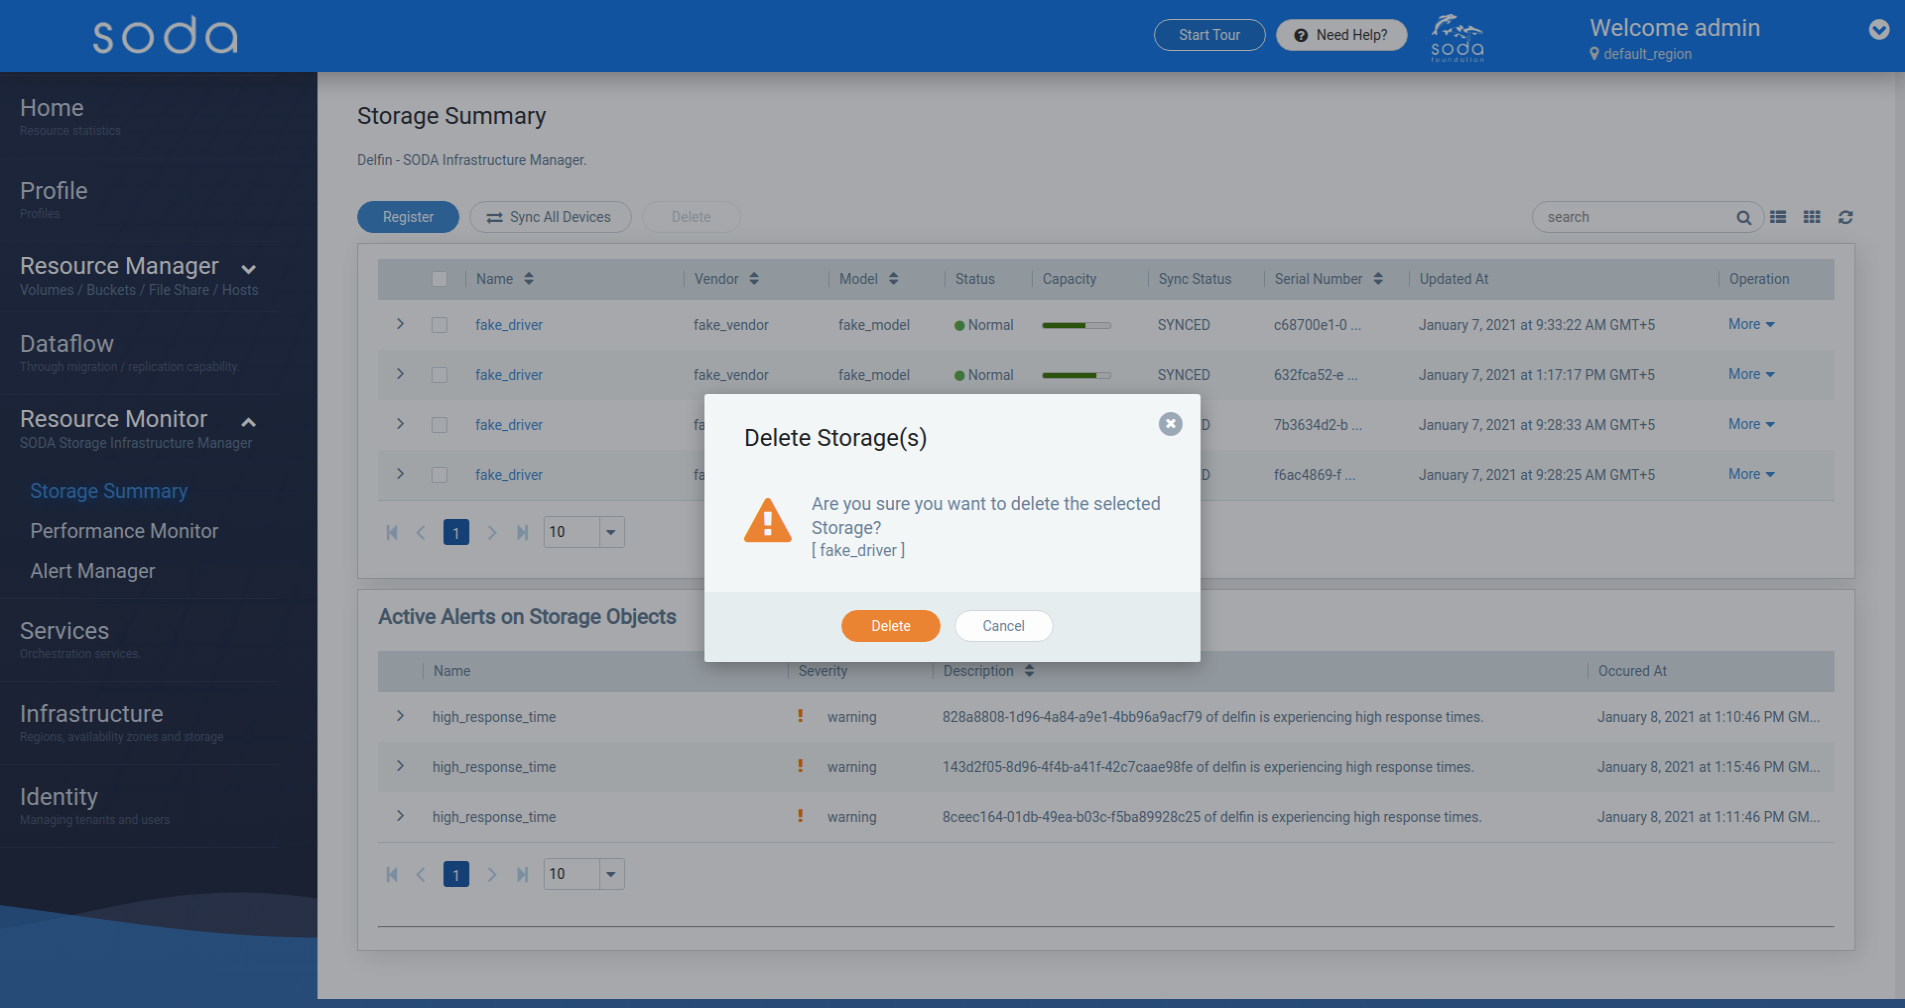 soda
Start Tour
Need Help?
soda
foundation
Welcome admin
default_region
Home
Resource statistics
Profile
Profiles
Resource Manager
Volumes / Buckets / File Share / Hosts
Dataflow
Through migration / replication capability.
Resource Monitor
SODA Storage Infrastructure Manager
Storage Summary
Performance Monitor
Alert Manager
Services
Orchestration services.
Infrastructure
Regions, availability zones and storage
Identity
Managing tenants and users
Storage Summary
Delfin - SODA Infrastructure Manager.
Register Sync All Devices Delete search
Name Vendor Model Status Capacity Sync Status Serial Number Updated At Operation
fake_driver fake_vendor fake_model Normal SYNCED c68700e1-0 ... January 7, 2021 at 9:33:22 AM GMT+5 More
fake_driver fake_vendor fake_model Normal SYNCED 632fca52-e ... January 7, 2021 at 1:17:17 PM GMT+5 More
fake_driver fa D 7b3634d2-b ... January 7, 2021 at 9:28:33 AM GMT+5 More
fake_driver fa D f6ac4869-f ... January 7, 2021 at 9:28:25 AM GMT+5 More
1 10
Delete Storage(s)
Are you sure you want to delete the selected
Storage?
[ fake_driver ]
Delete Cancel
Active Alerts on Storage Objects
Name Severity Description Occured At
high_response_time warning 828a8808-1d96-4a84-a9e1-4bb96a9acf79 of delfin is experiencing high response times. January 8, 2021 at 1:10:46 PM GM...
high_response_time warning 143d2f05-8d96-4f4b-a41f-42c7caae98fe of delfin is experiencing high response times. January 8, 2021 at 1:15:46 PM GM...
high_response_time warning 8ceec164-01db-49ea-b03c-f5ba89928c25 of delfin is experiencing high response times. January 8, 2021 at 1:11:46 PM GM...
1 10